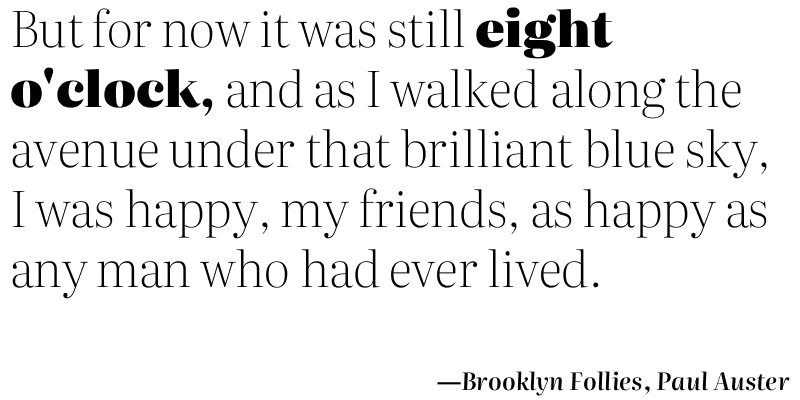 But for now it was still eight
o'clock, and as I walked along the
avenue under that brilliant blue sky,
I was happy, my friends, as happy as
any man who had ever lived.
—Brooklyn Follies, Paul Auster